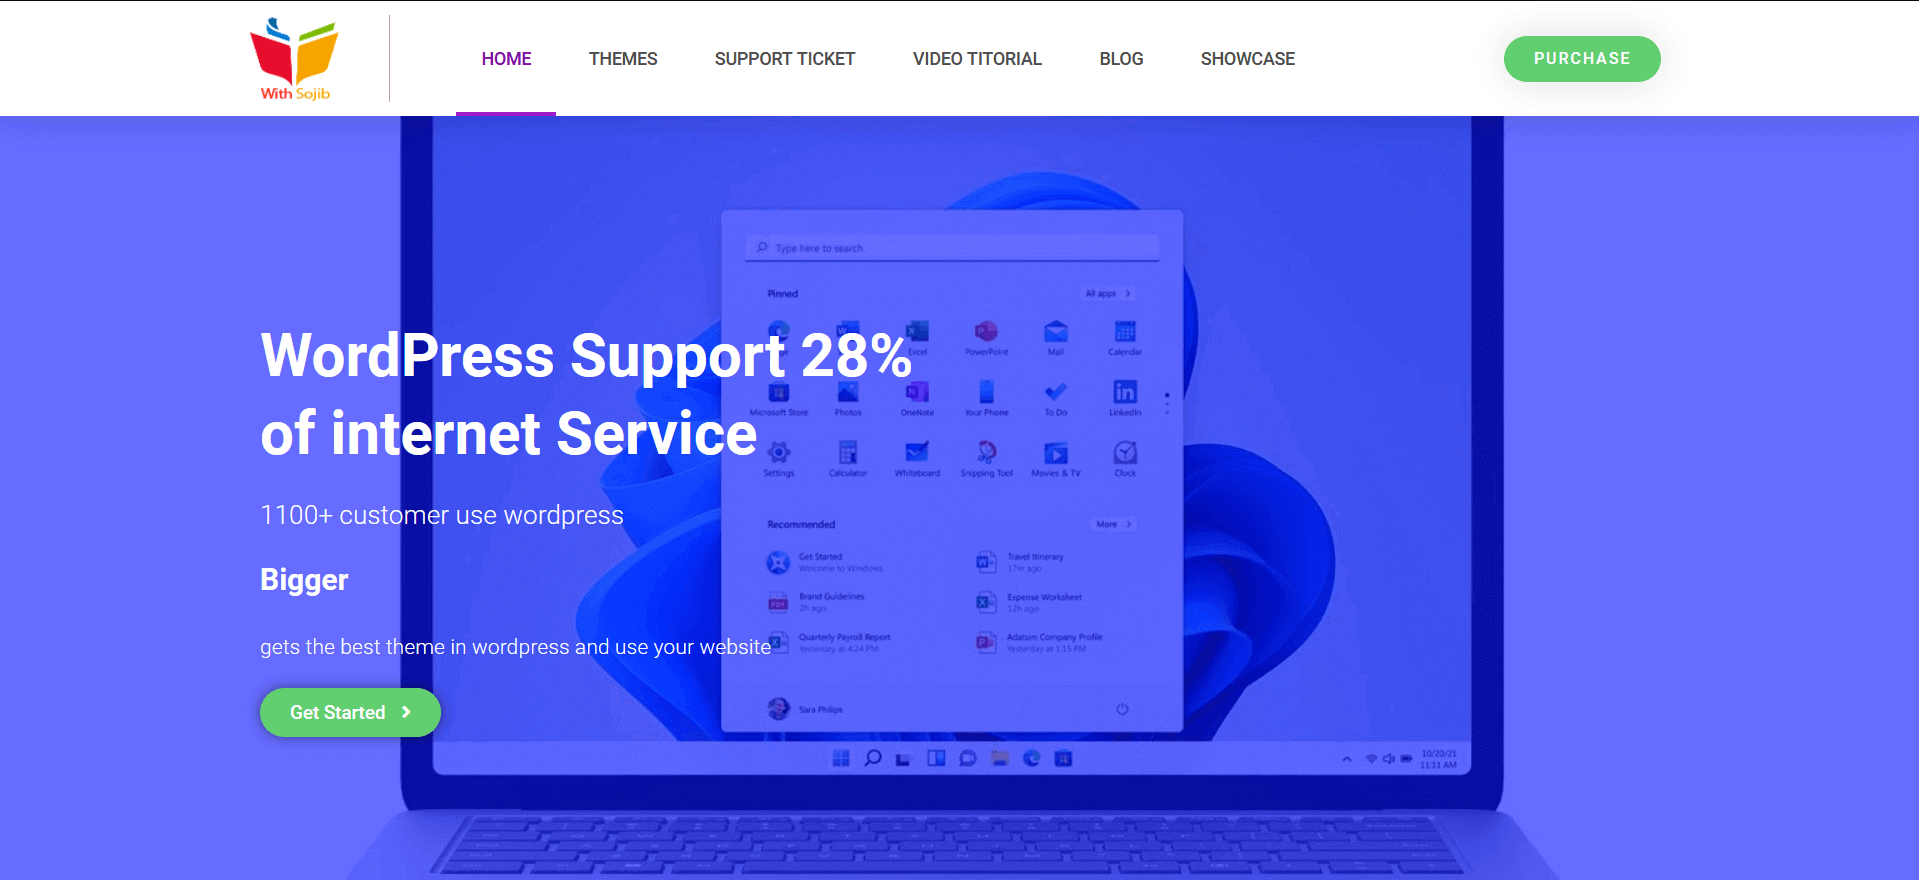 With Sojib
HOME
THEMES
SUPPORT TICKET
VIDEO TITORIAL
BLOG
SHOWCASE
PURCHASE
Type here to search
Pinned
All apps
WordPress Support 28%
of internet Service
Excel
PowerPoint
Mail
Calendar
Microsoft Store
Photos
OneNote
Your Phone
To Do
LinkedIn
Settings
Calculator
Whiteboard
Snipping Tool
Movies & TV
Clock
1100+ customer use wordpress
Recommended
More
Get Started
Welcome to Windows
Travel Itinerary
17m ago
Bigger
Brand Guidelines
2h ago
Expense Worksheet
12h ago
gets the best theme in wordpress and use your website
Quarterly Payroll Report
Yesterday at 4:24 PM
Adatum Company Profile
Yesterday at 1:15 PM
Get Started
Sara Philips
10/20/21
11:11 AM